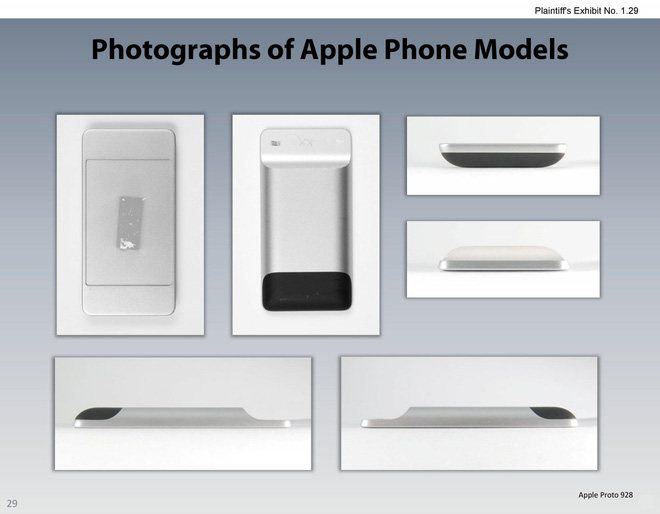 Plaintiff's Exhibit No. 1.29
Photographs of Apple Phone Models
Apple Proto 928
29